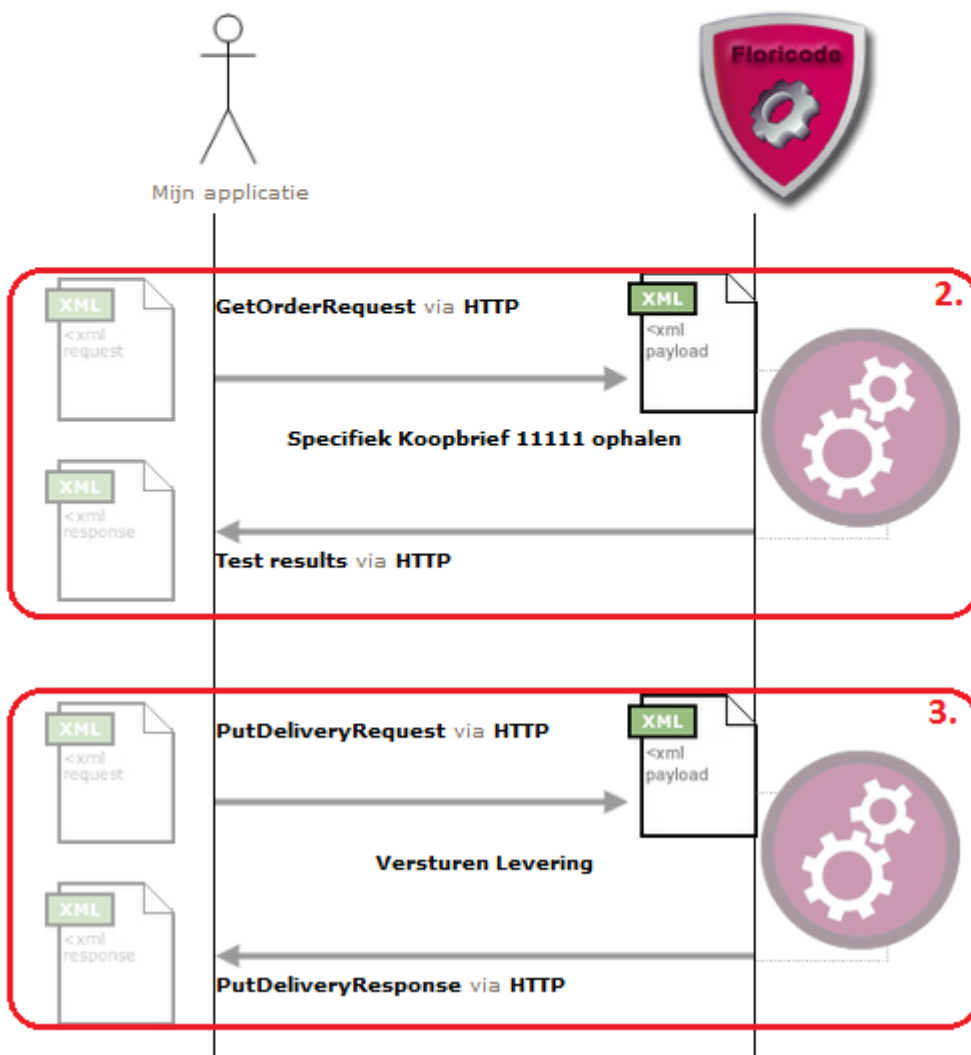 Floricode
Mijn applicatie
2.
XML
<xml
request
GetOrderRequest via HTTP
XML
<xml
payload
Specifiek Koopbrief 11111 ophalen
XML
<xml
response
Test results via HTTP
3.
XML
<xml
request
PutDeliveryRequest via HTTP
XML
<xml
payload
Versturen Levering
XML
<xml
response
PutDeliveryResponse via HTTP